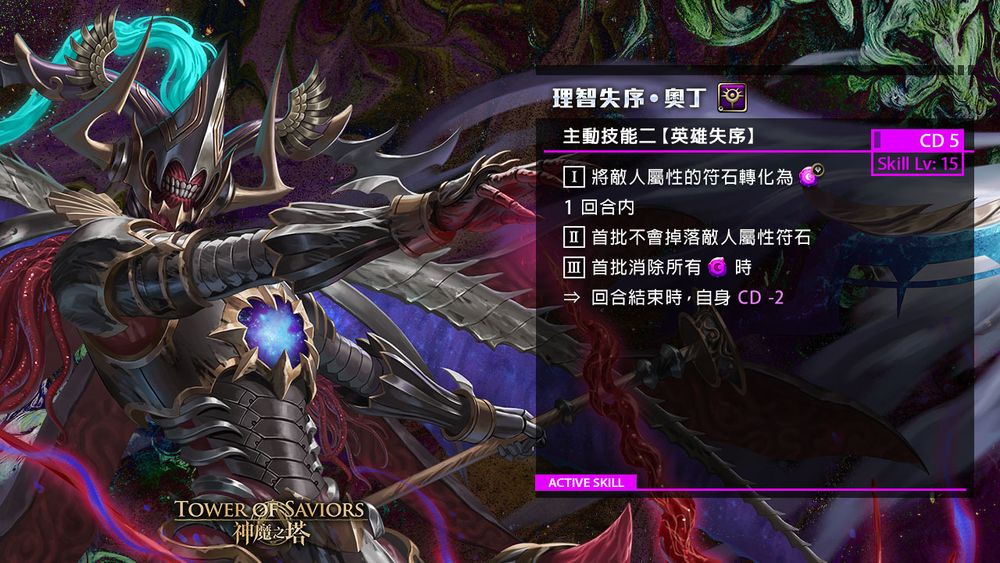 理智失序•奧丁
主動技能二【英雄失序】
CD 5
Skill Lv: 15
I 將敵人屬性的符石轉化為
1 回合內
II 首批不會掉落敵人屬性符石
III 首批消除所有 時
⇒ 回合結束時，自身 CD -2
ACTIVE SKILL
TOWER OF SAVIORS
神魔之塔